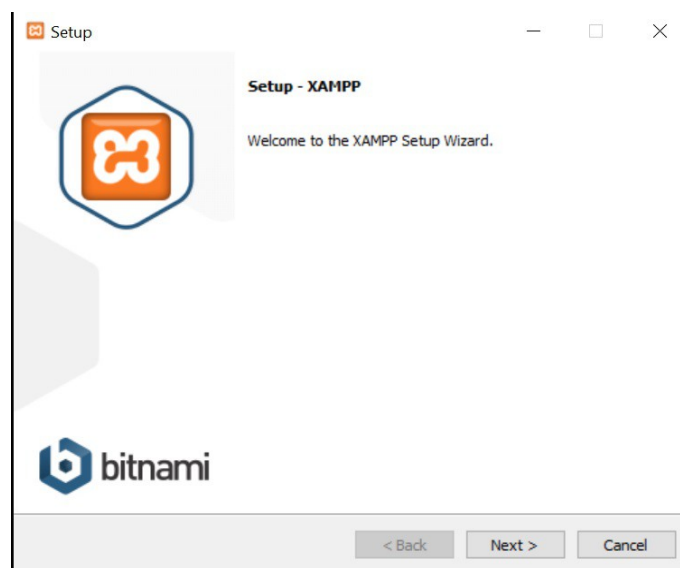 Setup
Setup - XAMPP
Welcome to the XAMPP Setup Wizard.
bitnami
< Back
Next >
Cancel